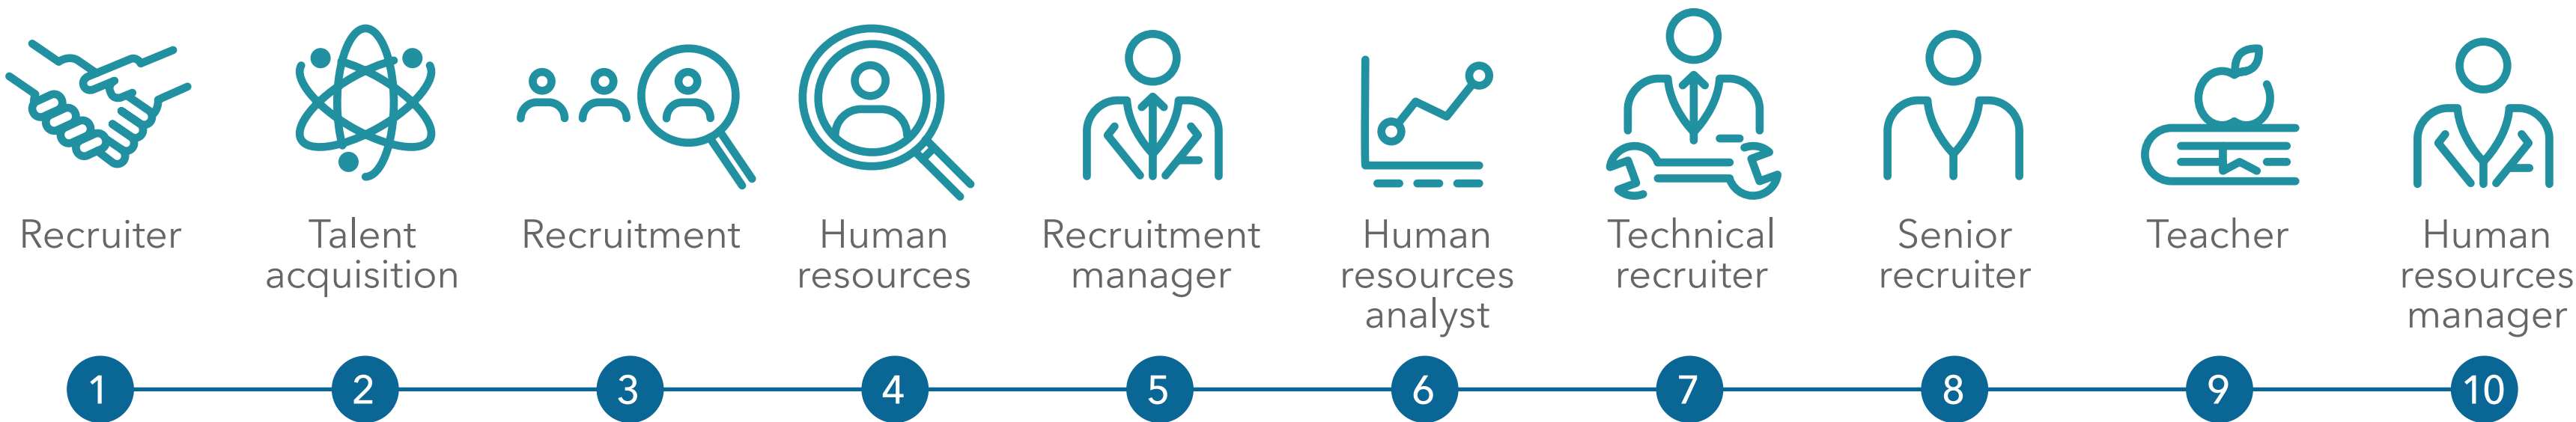 Recruiter
Talent
acquisition
Recruitment
Human
resources
Recruitment
manager
Human
resources
analyst
Technical
recruiter
Senior
recruiter
Teacher
Human
resources
manager
1
2
3
4
5
6
7
8
9
10